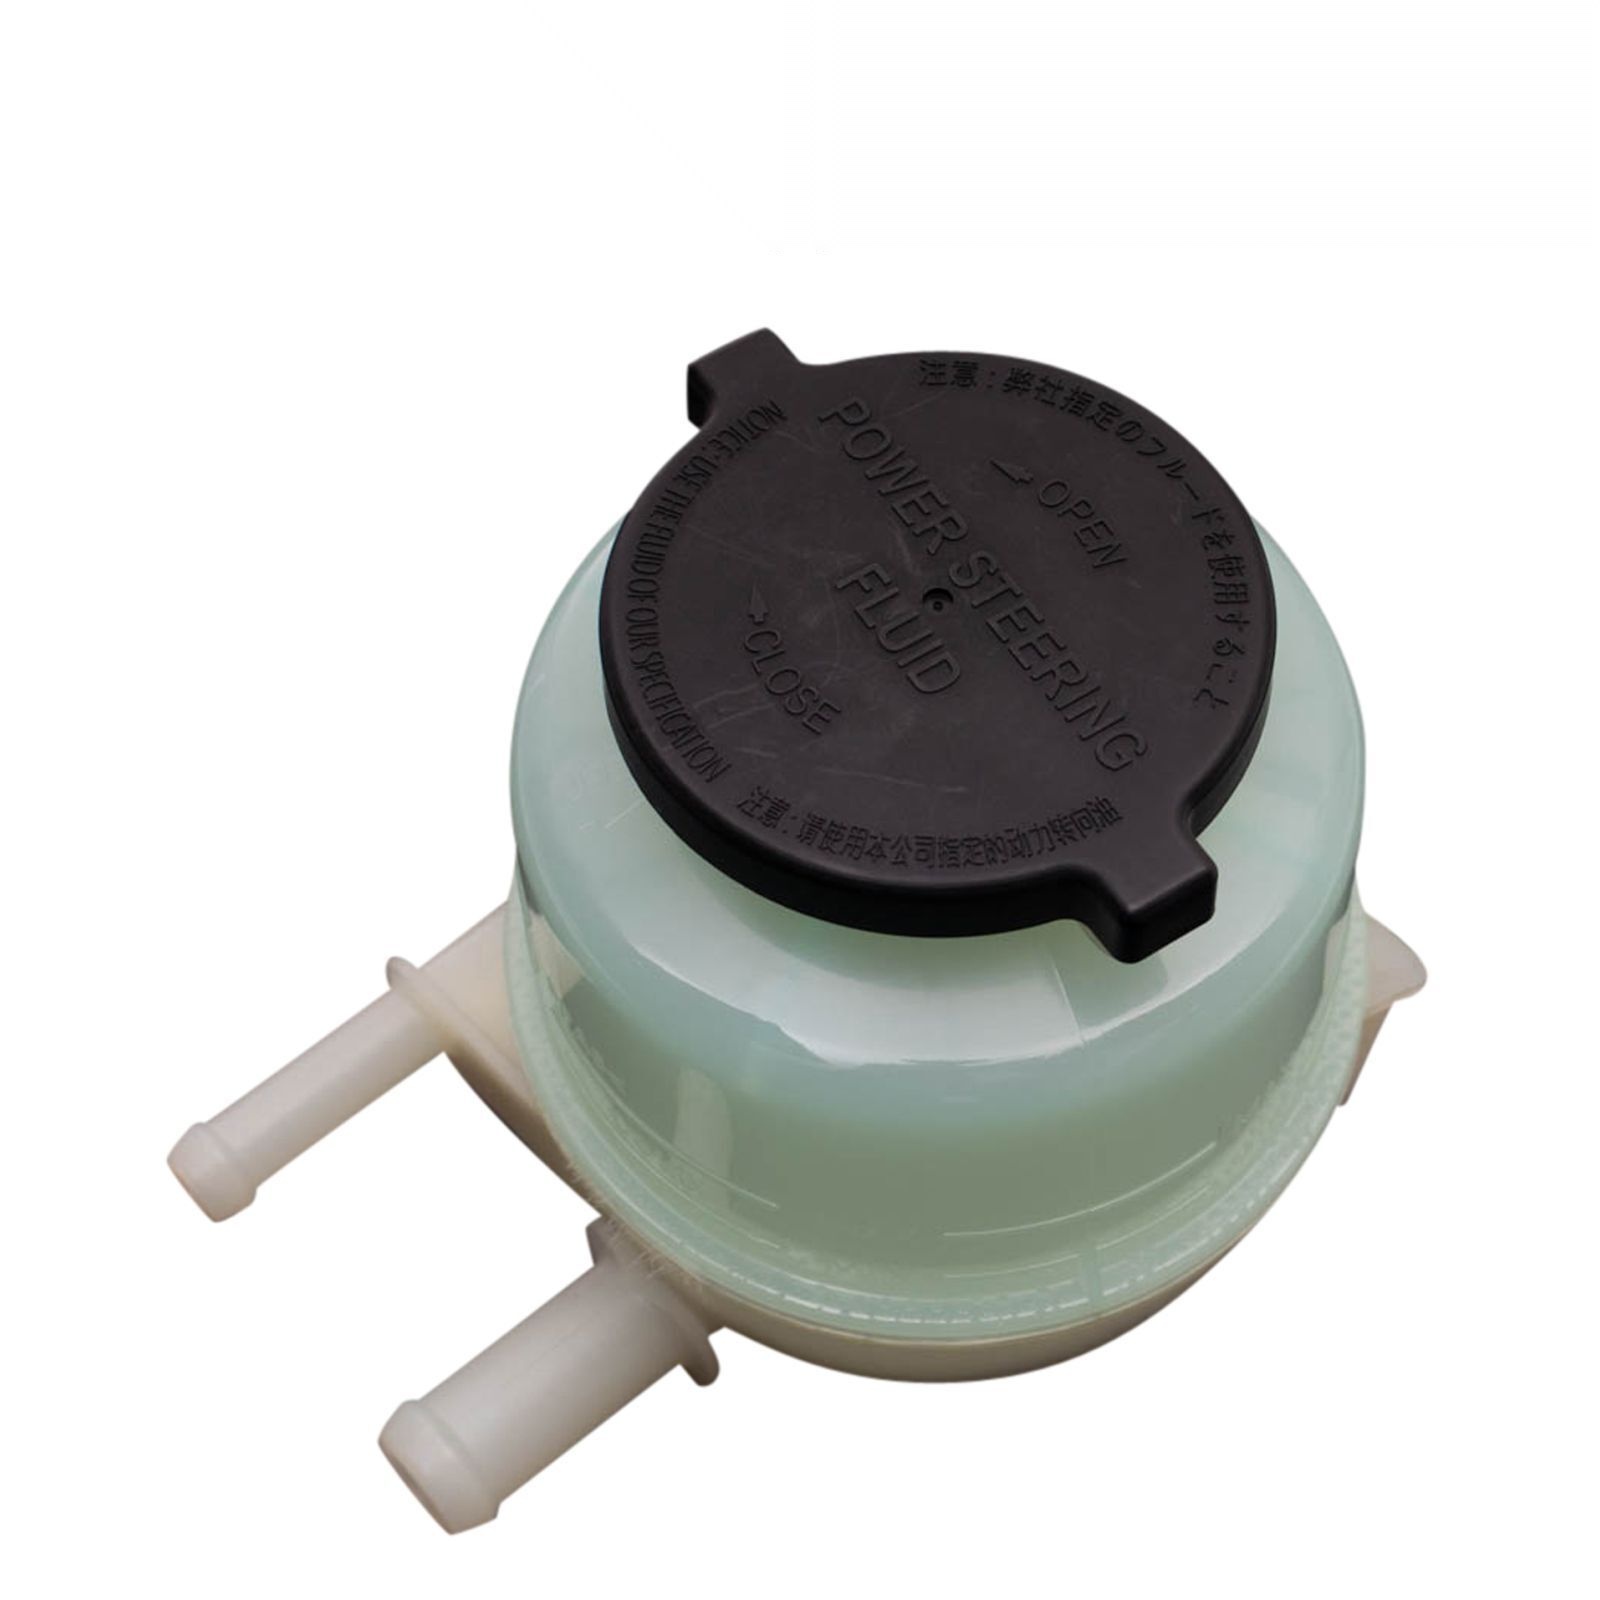 注意:弊社指定のフルードを使用すること
OPEN
POWER STEERING
FLUID
CLOSE
NOTICE: USE THE FLUID OF OUR SPECIFICATION
注意:请使用本公司指定的动力转向油